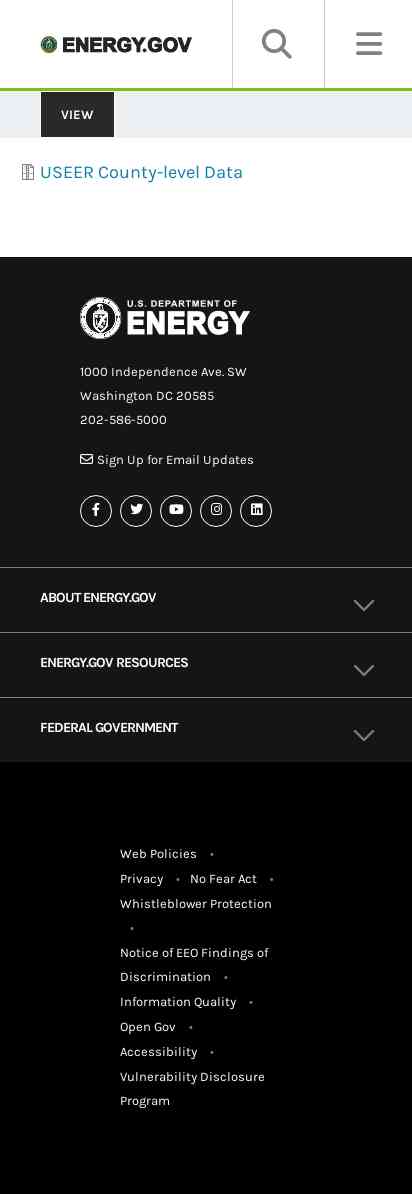 ENERGY.GOV
VIEW
USEER County-level Data
U.S. DEPARTMENT OF
ENERGY
1000 Independence Ave. SW
Washington DC 20585
202-586-5000
Sign Up for Email Updates
ABOUT ENERGY.GOV
ENERGY.GOV RESOURCES
FEDERAL GOVERNMENT
Web Policies •
Privacy • No Fear Act •
Whistleblower Protection
•
Notice of EEO Findings of
Discrimination •
Information Quality •
Open Gov •
Accessibility •
Vulnerability Disclosure
Program